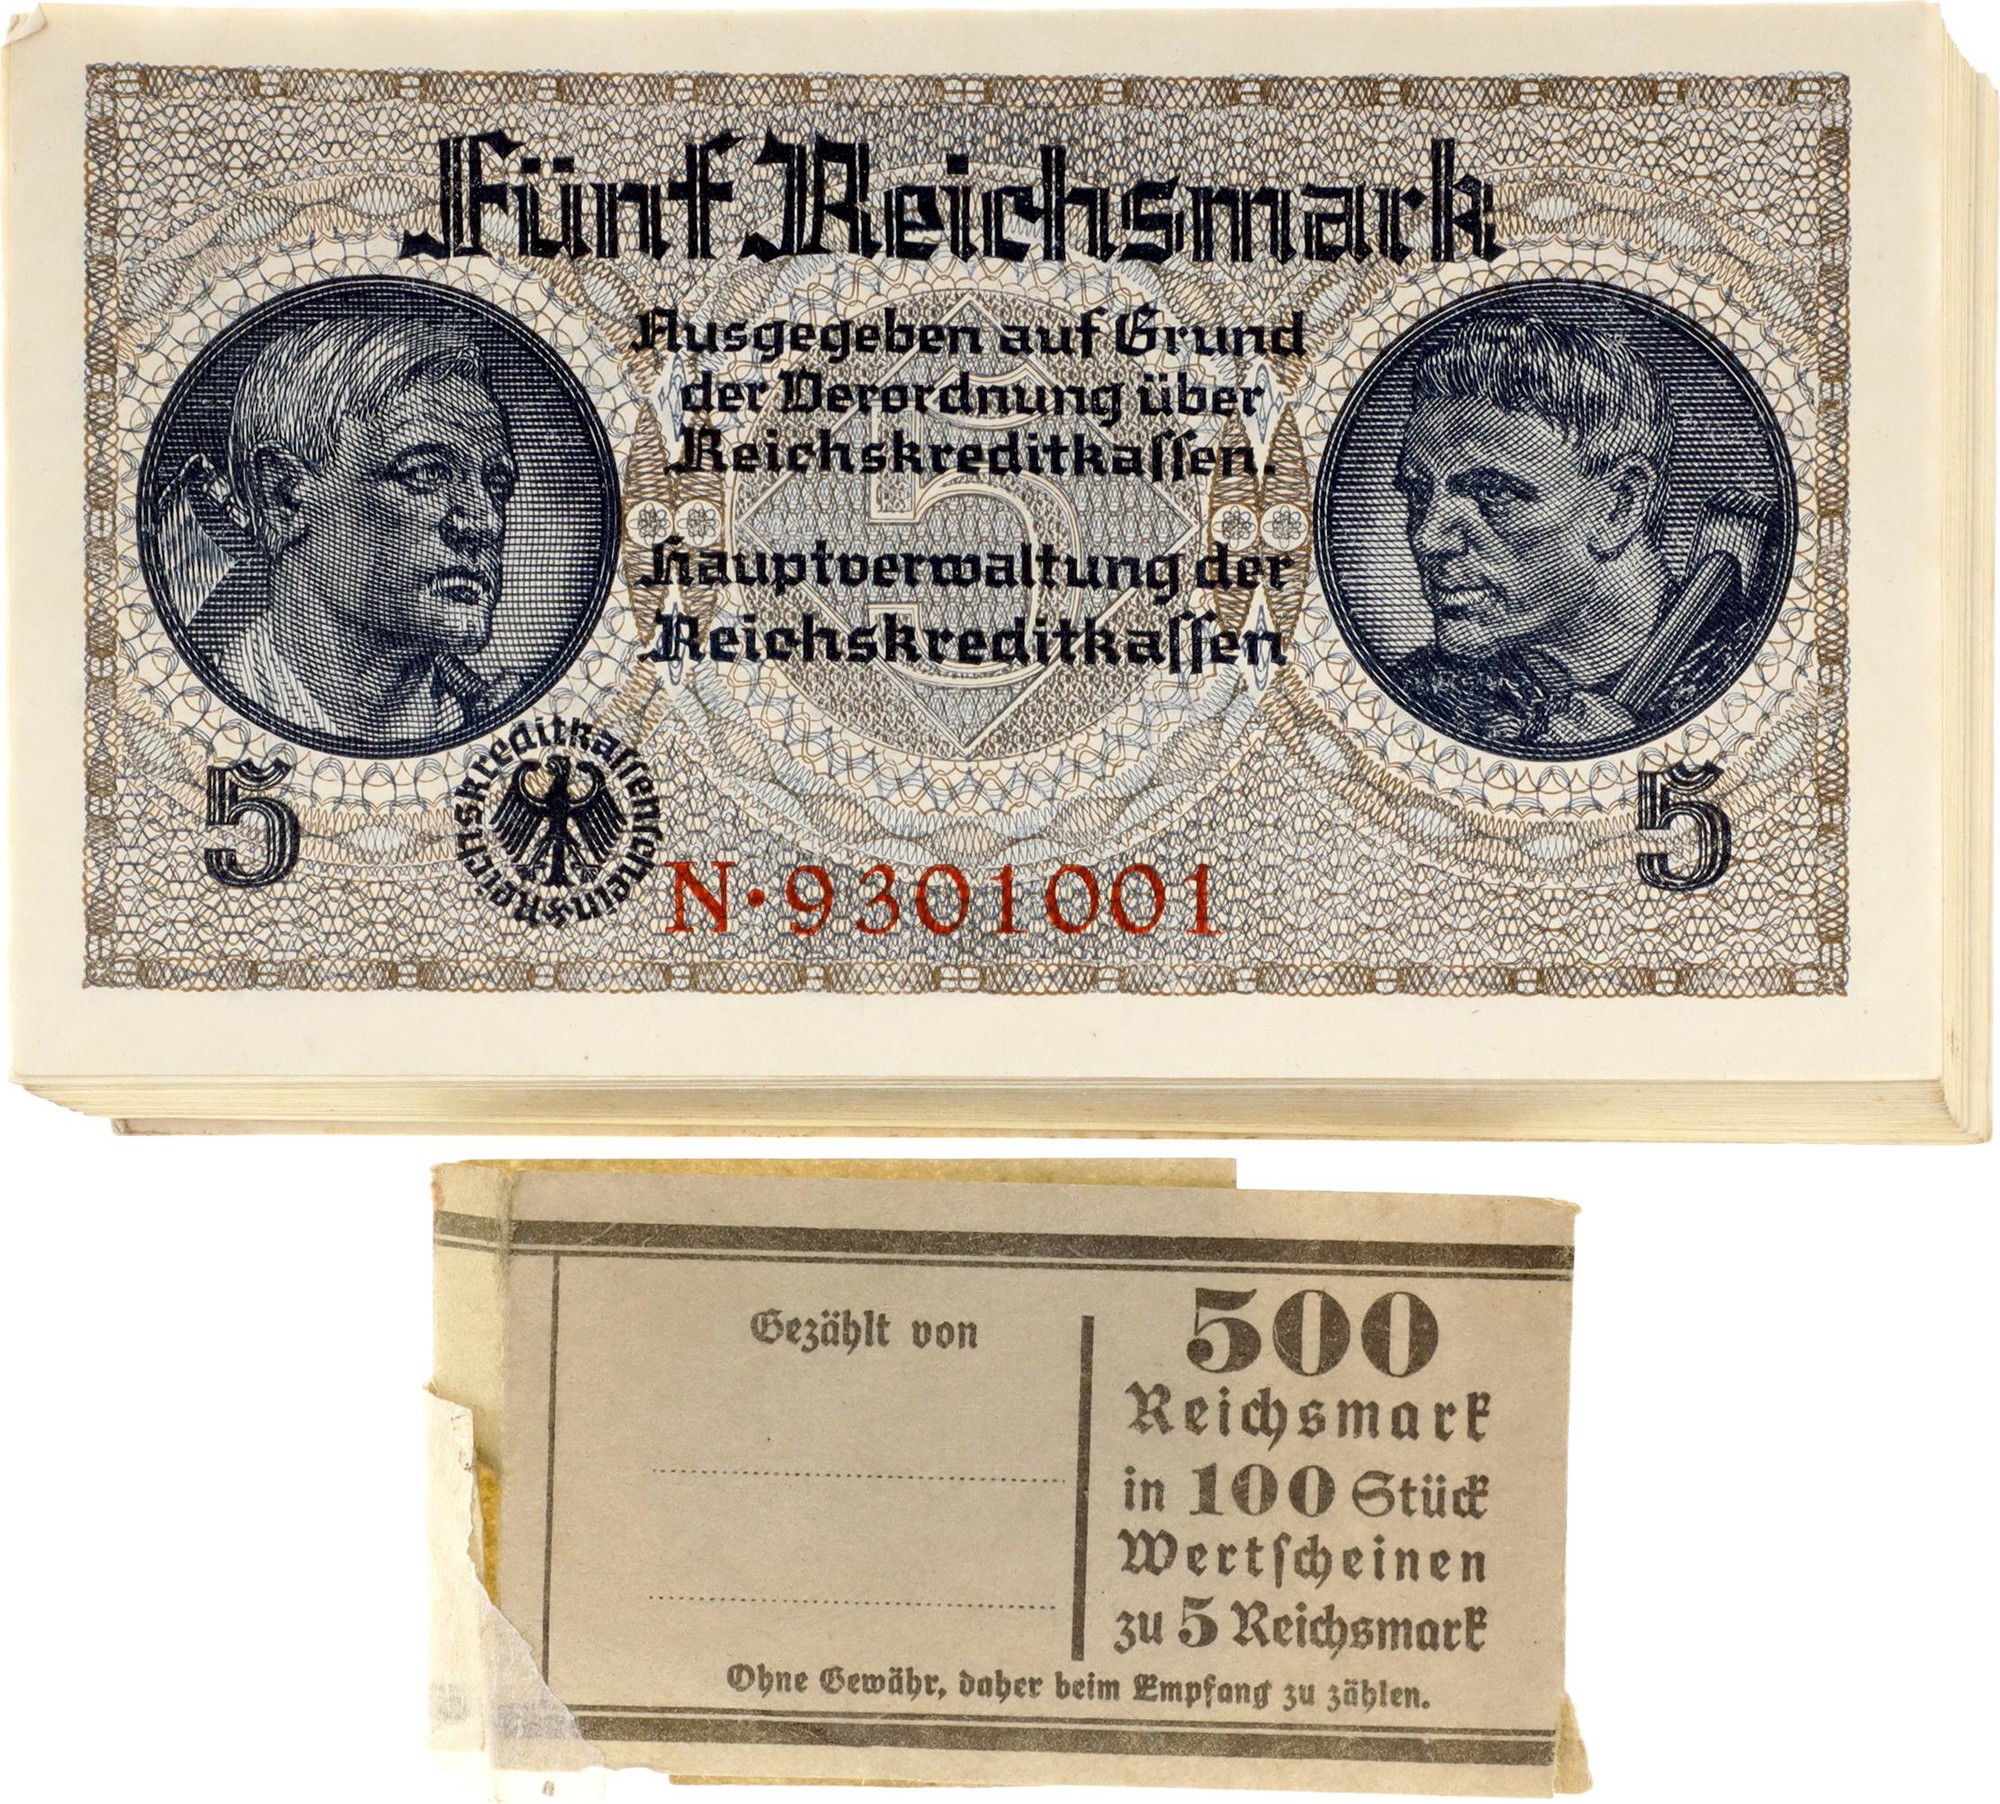 Fünf Reichsmark
Ausgegeben auf Grund
der Verordnung über
Reichskreditkaſſen.
Hauptverwaltung der
Reichskreditkaſſen
5
5
Reichskreditkaſſenſcheins
N·9301001
Gezählt von
500
Reichsmark
in 100 Stück
Wertſcheinen
zu 5 Reichsmark
Ohne Gewähr, daher beim Empfang zu zählen.